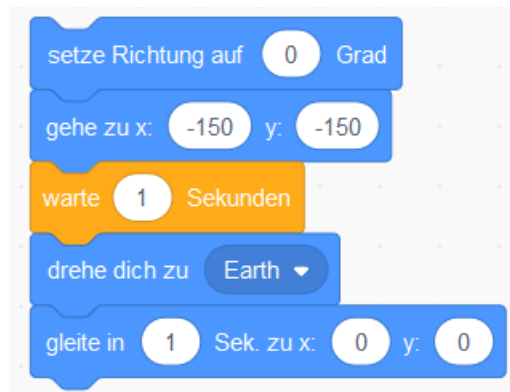 setze Richtung auf 0 Grad
gehe zu x: -150 y: -150
warte 1 Sekunden
drehe dich zu Earth
gleite in 1 Sek. zu x: 0 y: 0